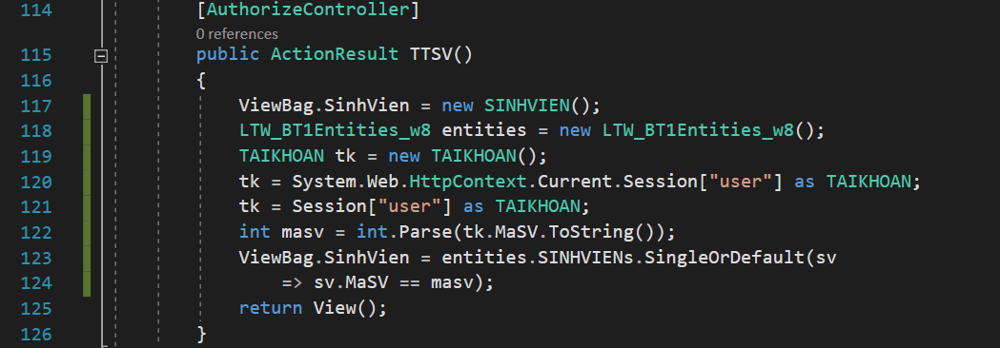 114 [AuthorizeController]
0 references
115 public ActionResult TTSV()
116 {
117 ViewBag.SinhVien = new SINHVIEN();
118 LTW_BT1Entities_w8 entities = new LTW_BT1Entities_w8();
119 TAIKHOAN tk = new TAIKHOAN();
120 tk = System.Web.HttpContext.Current.Session["user"] as TAIKHOAN;
121 tk = Session["user"] as TAIKHOAN;
122 int masv = int.Parse(tk.MaSV.ToString());
123 ViewBag.SinhVien = entities.SINHVIENs.SingleOrDefault(sv
124 => sv.MaSV == masv);
125 return View();
126 }